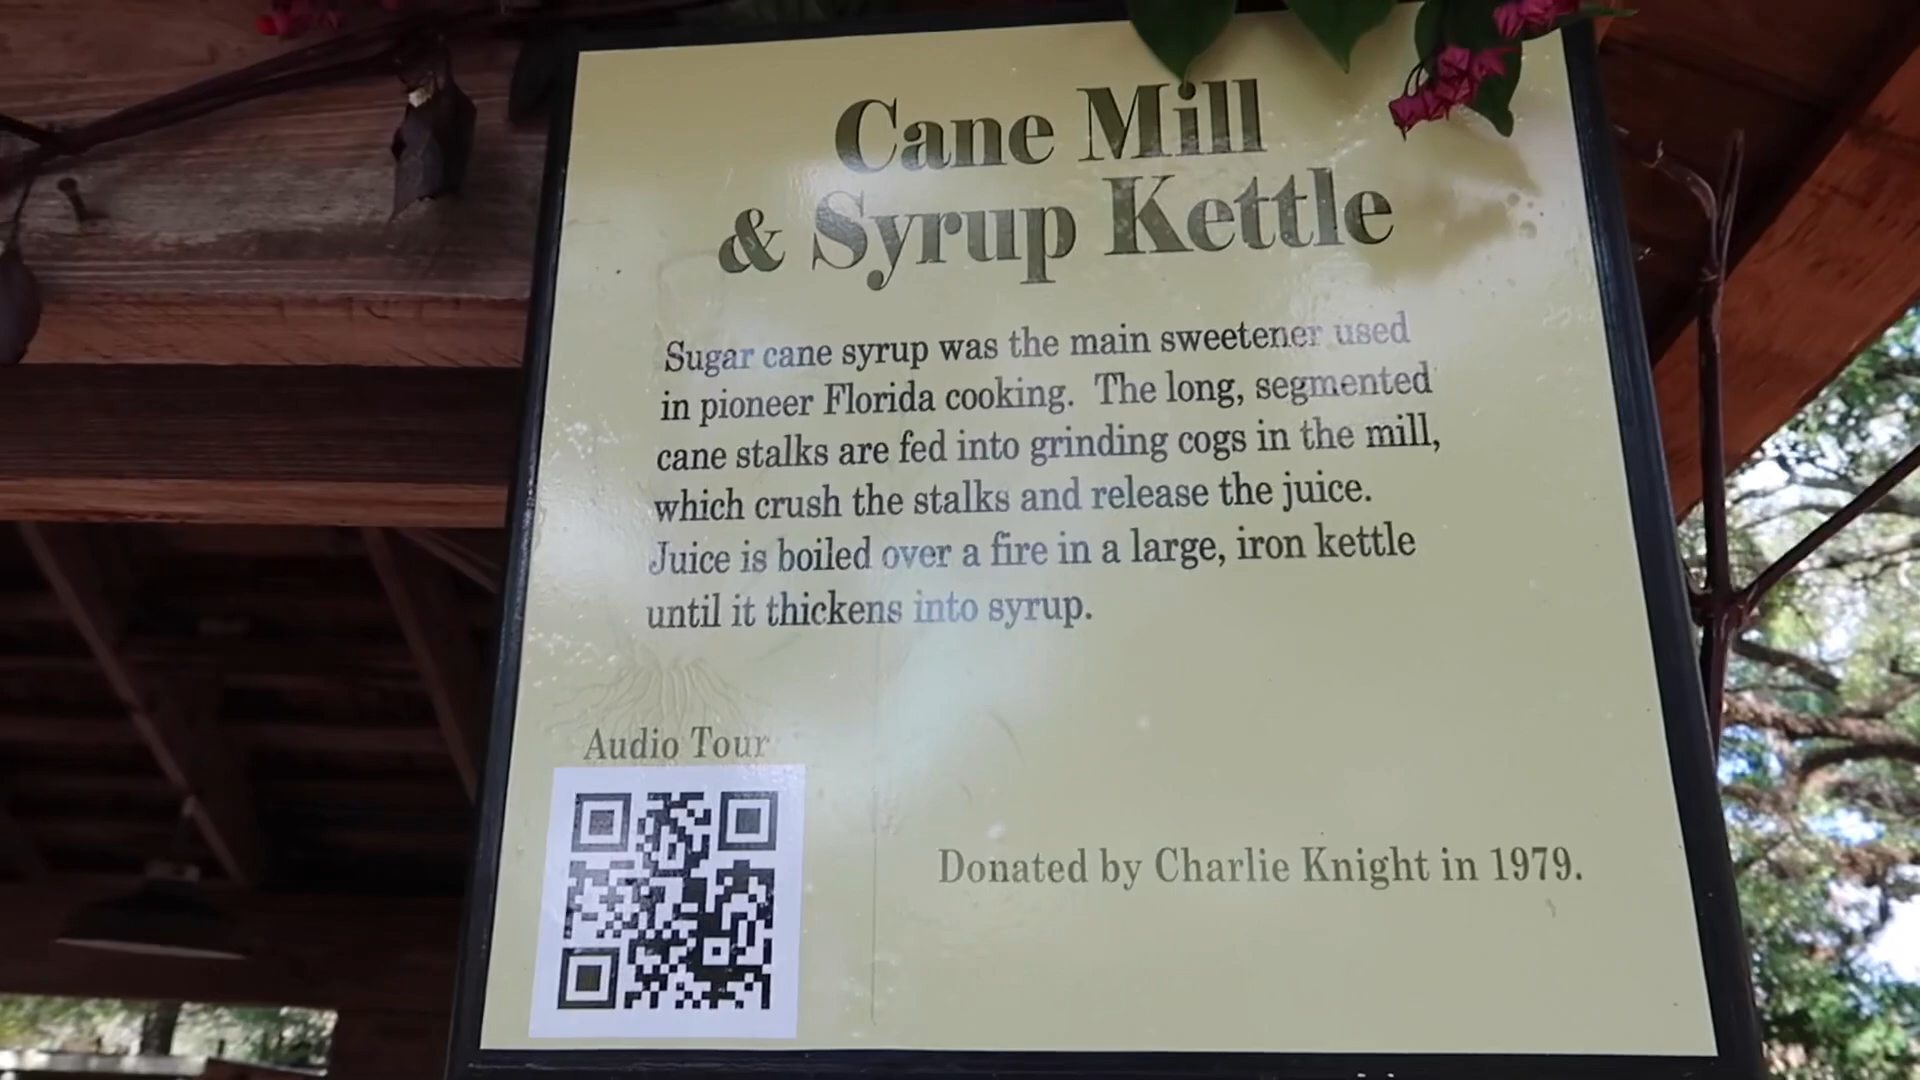 Cane Mill
& Syrup Kettle
Sugar cane syrup was the main sweetener used
in pioneer Florida cooking.  The long, segmented
cane stalks are fed into grinding cogs in the mill,
which crush the stalks and release the juice.
Juice is boiled over a fire in a large, iron kettle
until it thickens into syrup.
Audio Tour
Donated by Charlie Knight in 1979.